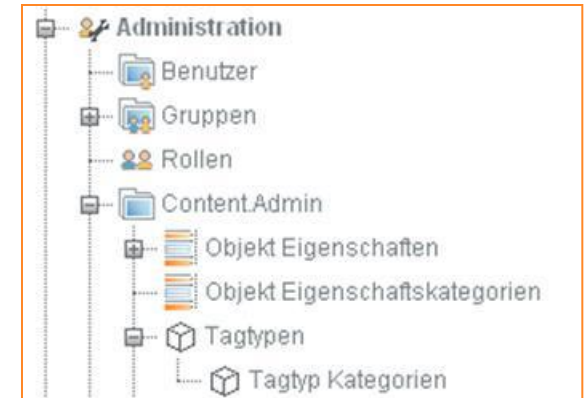 Administration
Benutzer
Gruppen
Rollen
Content.Admin
Objekt Eigenschaften
Objekt Eigenschaftskategorien
Tagtypen
Tagtyp Kategorien